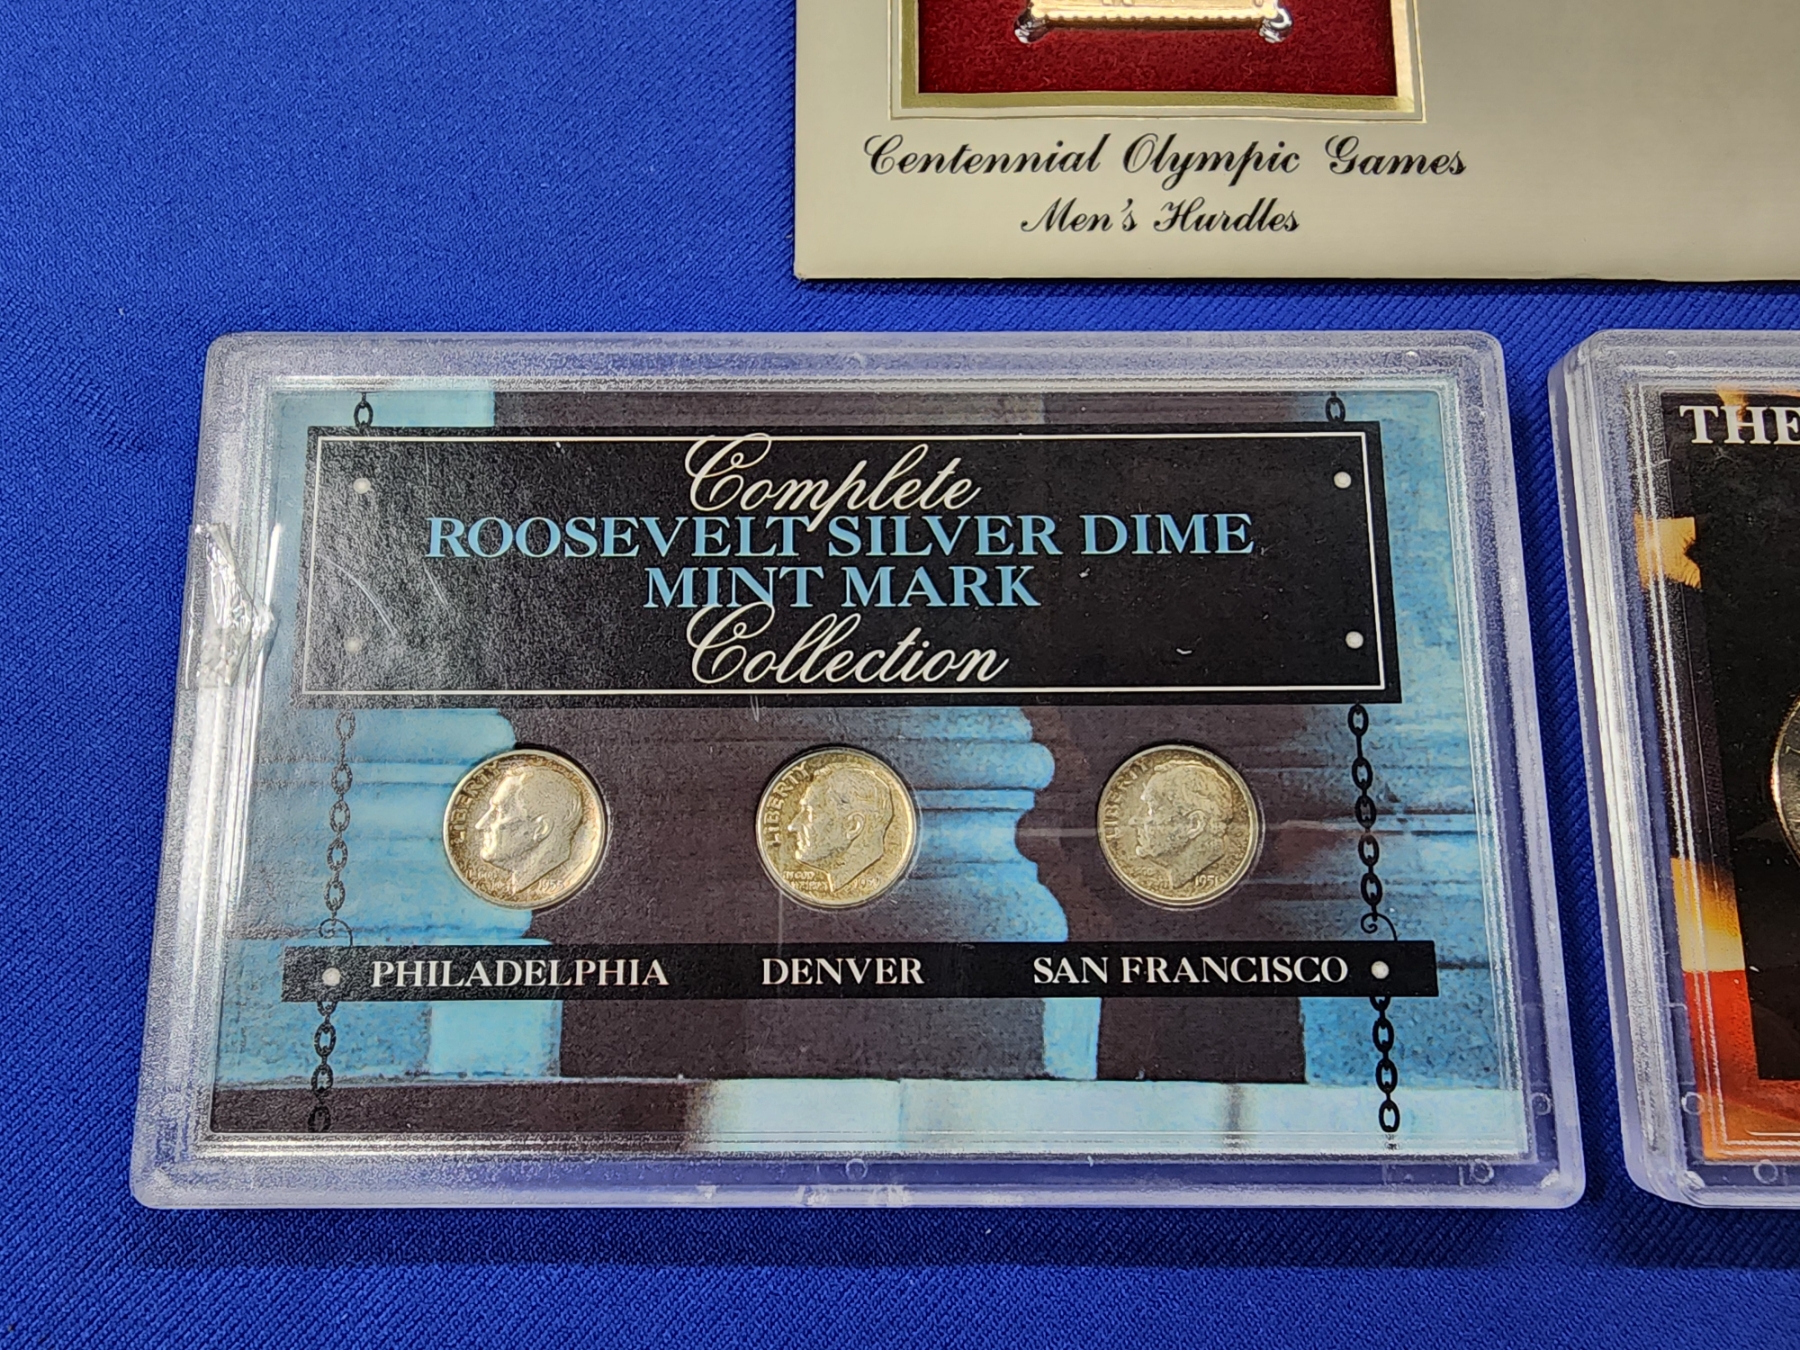 Centennial Olympic Games
Men's Hurdles
Complete
ROOSEVELT SILVER DIME
MINT MARK
Collection
THE
LIBERTY
LIBERTY
LIBERTY
PHILADELPHIA
DENVER
SAN FRANCISCO